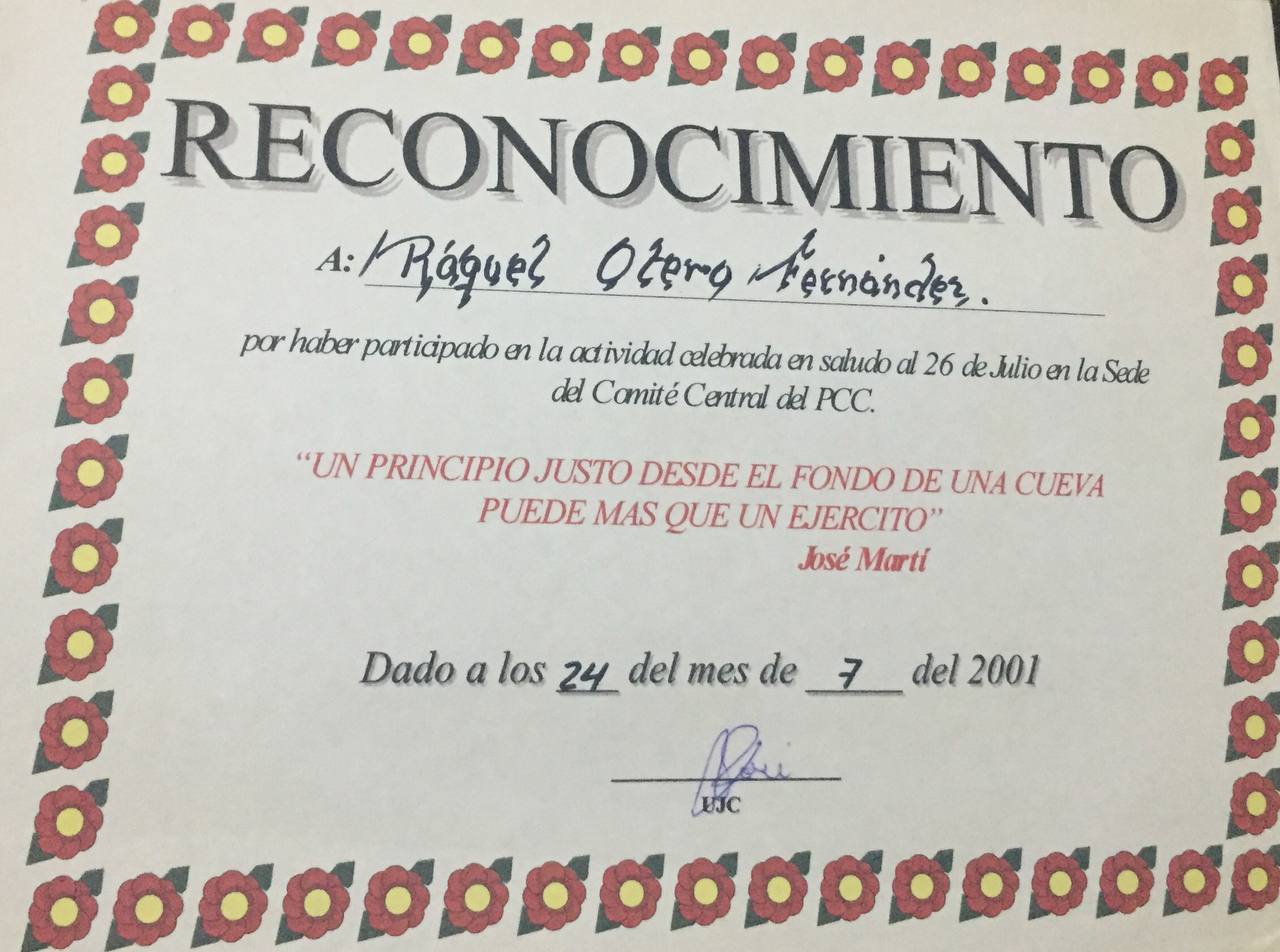 RECONOCIMIENTO
A: Ráquel Otero Fernández.
por haber participado en la actividad celebrada en saludo al 26 de Julio en la Sede
del Comité Central del PCC.
“UN PRINCIPIO JUSTO DESDE EL FONDO DE UNA CUEVA
PUEDE MAS QUE UN EJERCITO”
José Martí
Dado a los 24 del mes de 7 del 2001
UJC